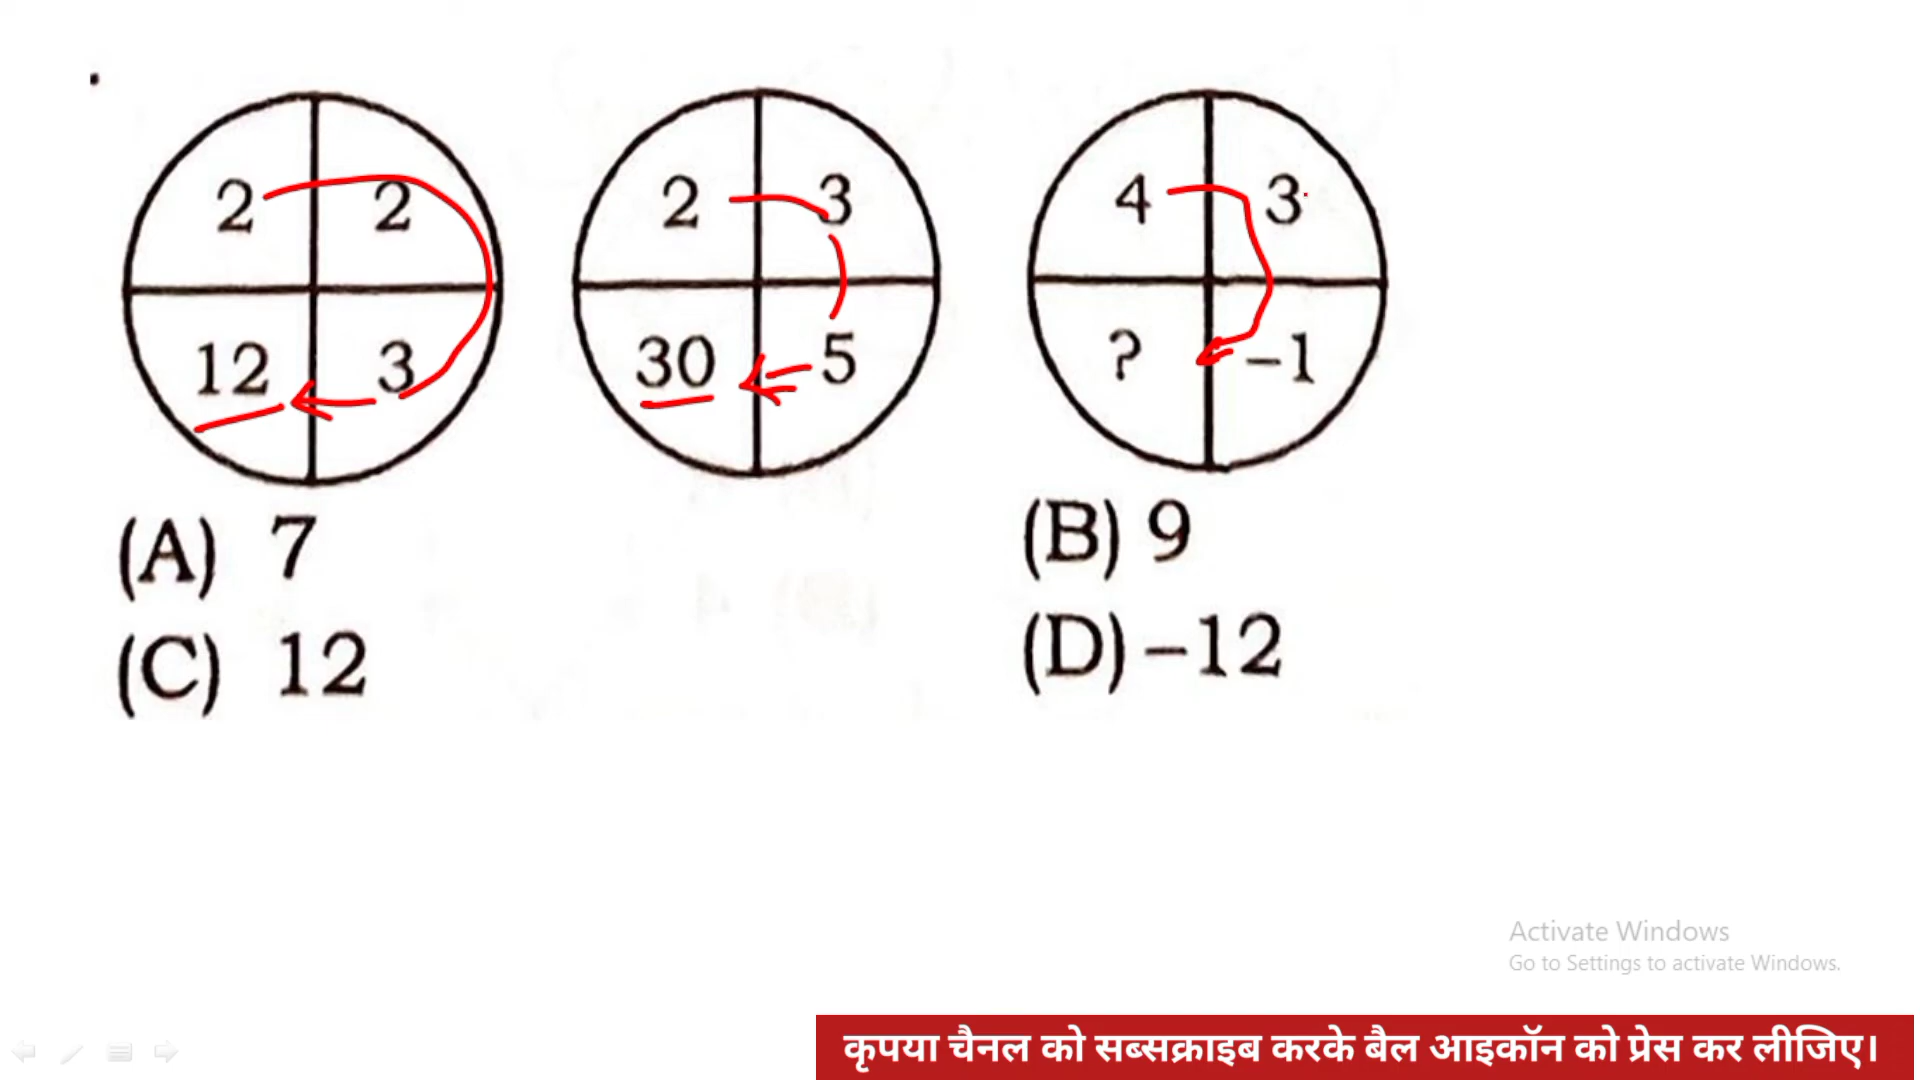 2 2 2 3 4 3
12 3 30 5 ? –1
(A) 7 (B) 9
(C) 12 (D) –12
Activate Windows
Go to Settings to activate Windows.
कृपया चैनल को सब्सक्राइब करके बैल आइकॉन को प्रेस कर लीजिए।